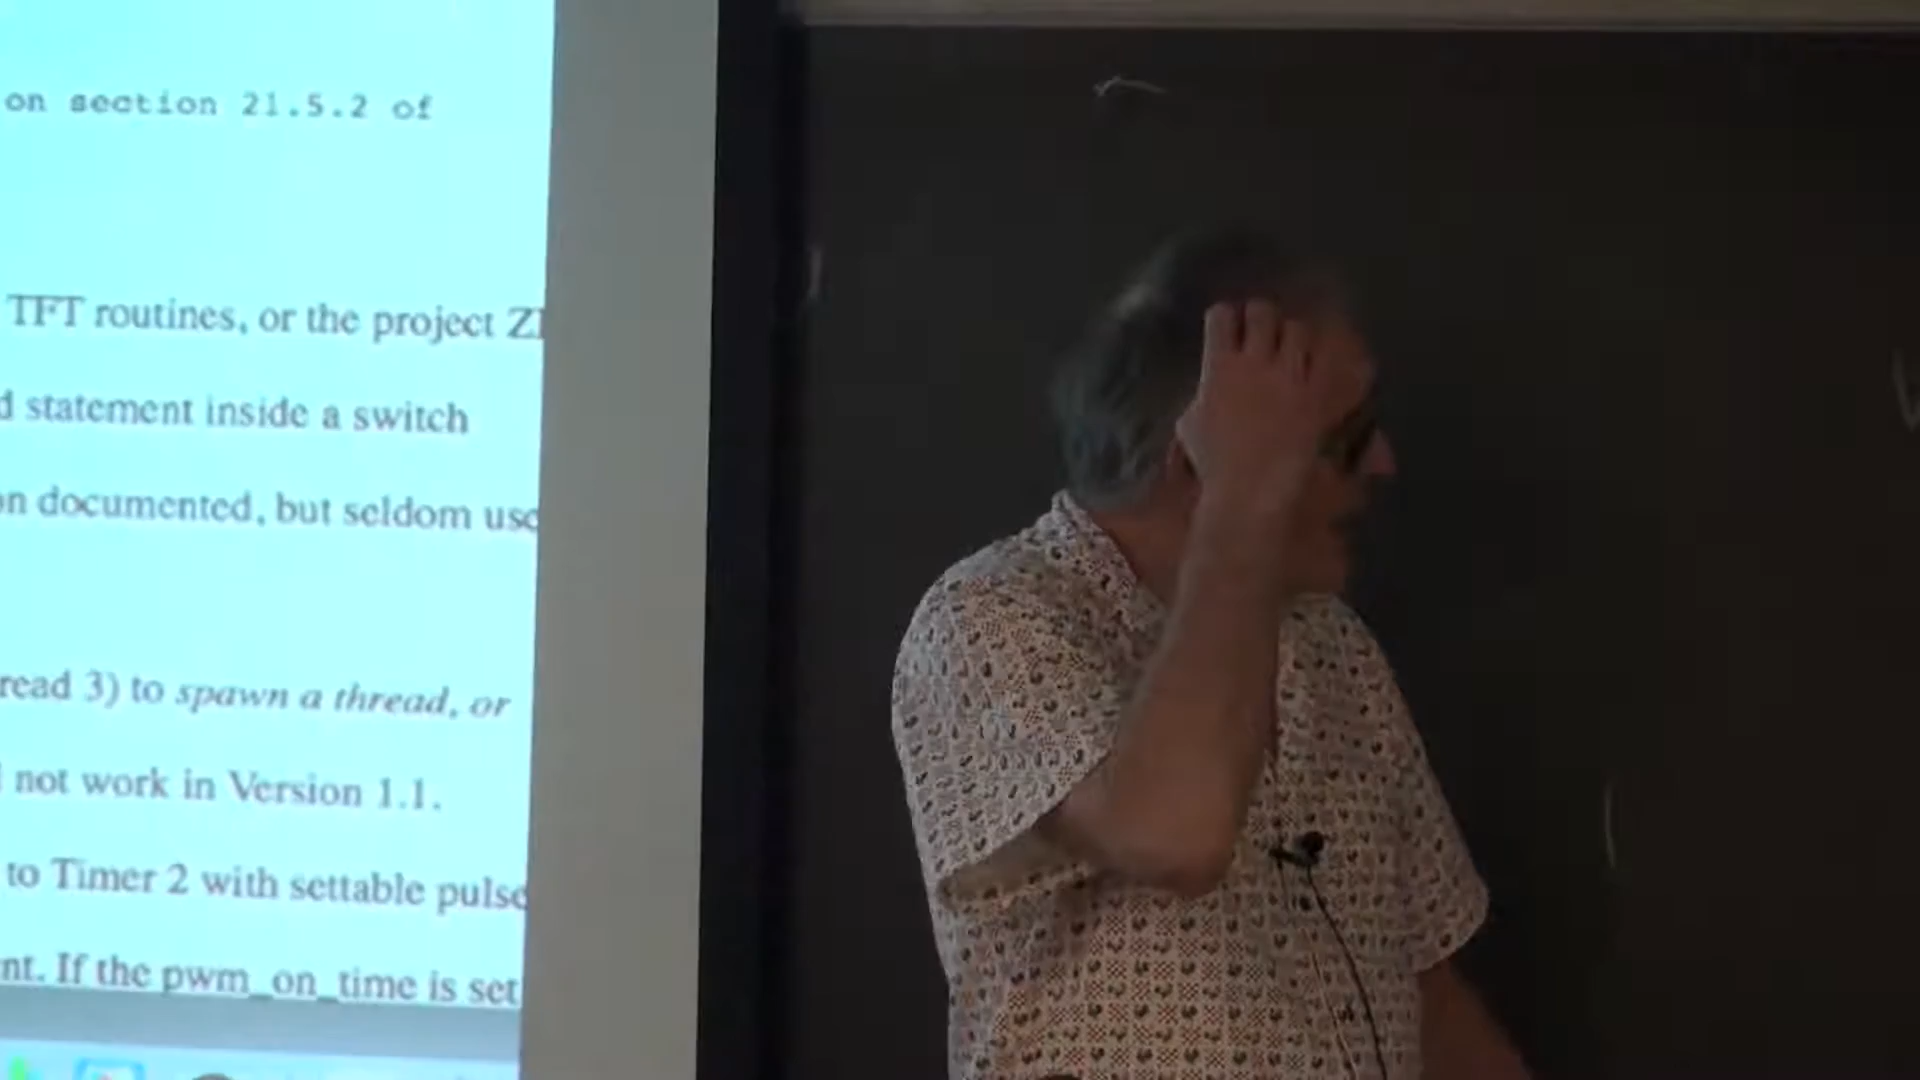 on section 21.5.2 of
TFT routines, or the project
statement inside a switch
documented, but seldom
3) to spawn a thread, or
not work in Version 1.1.
to Timer 2 with settable
If the pwm_on_time is set